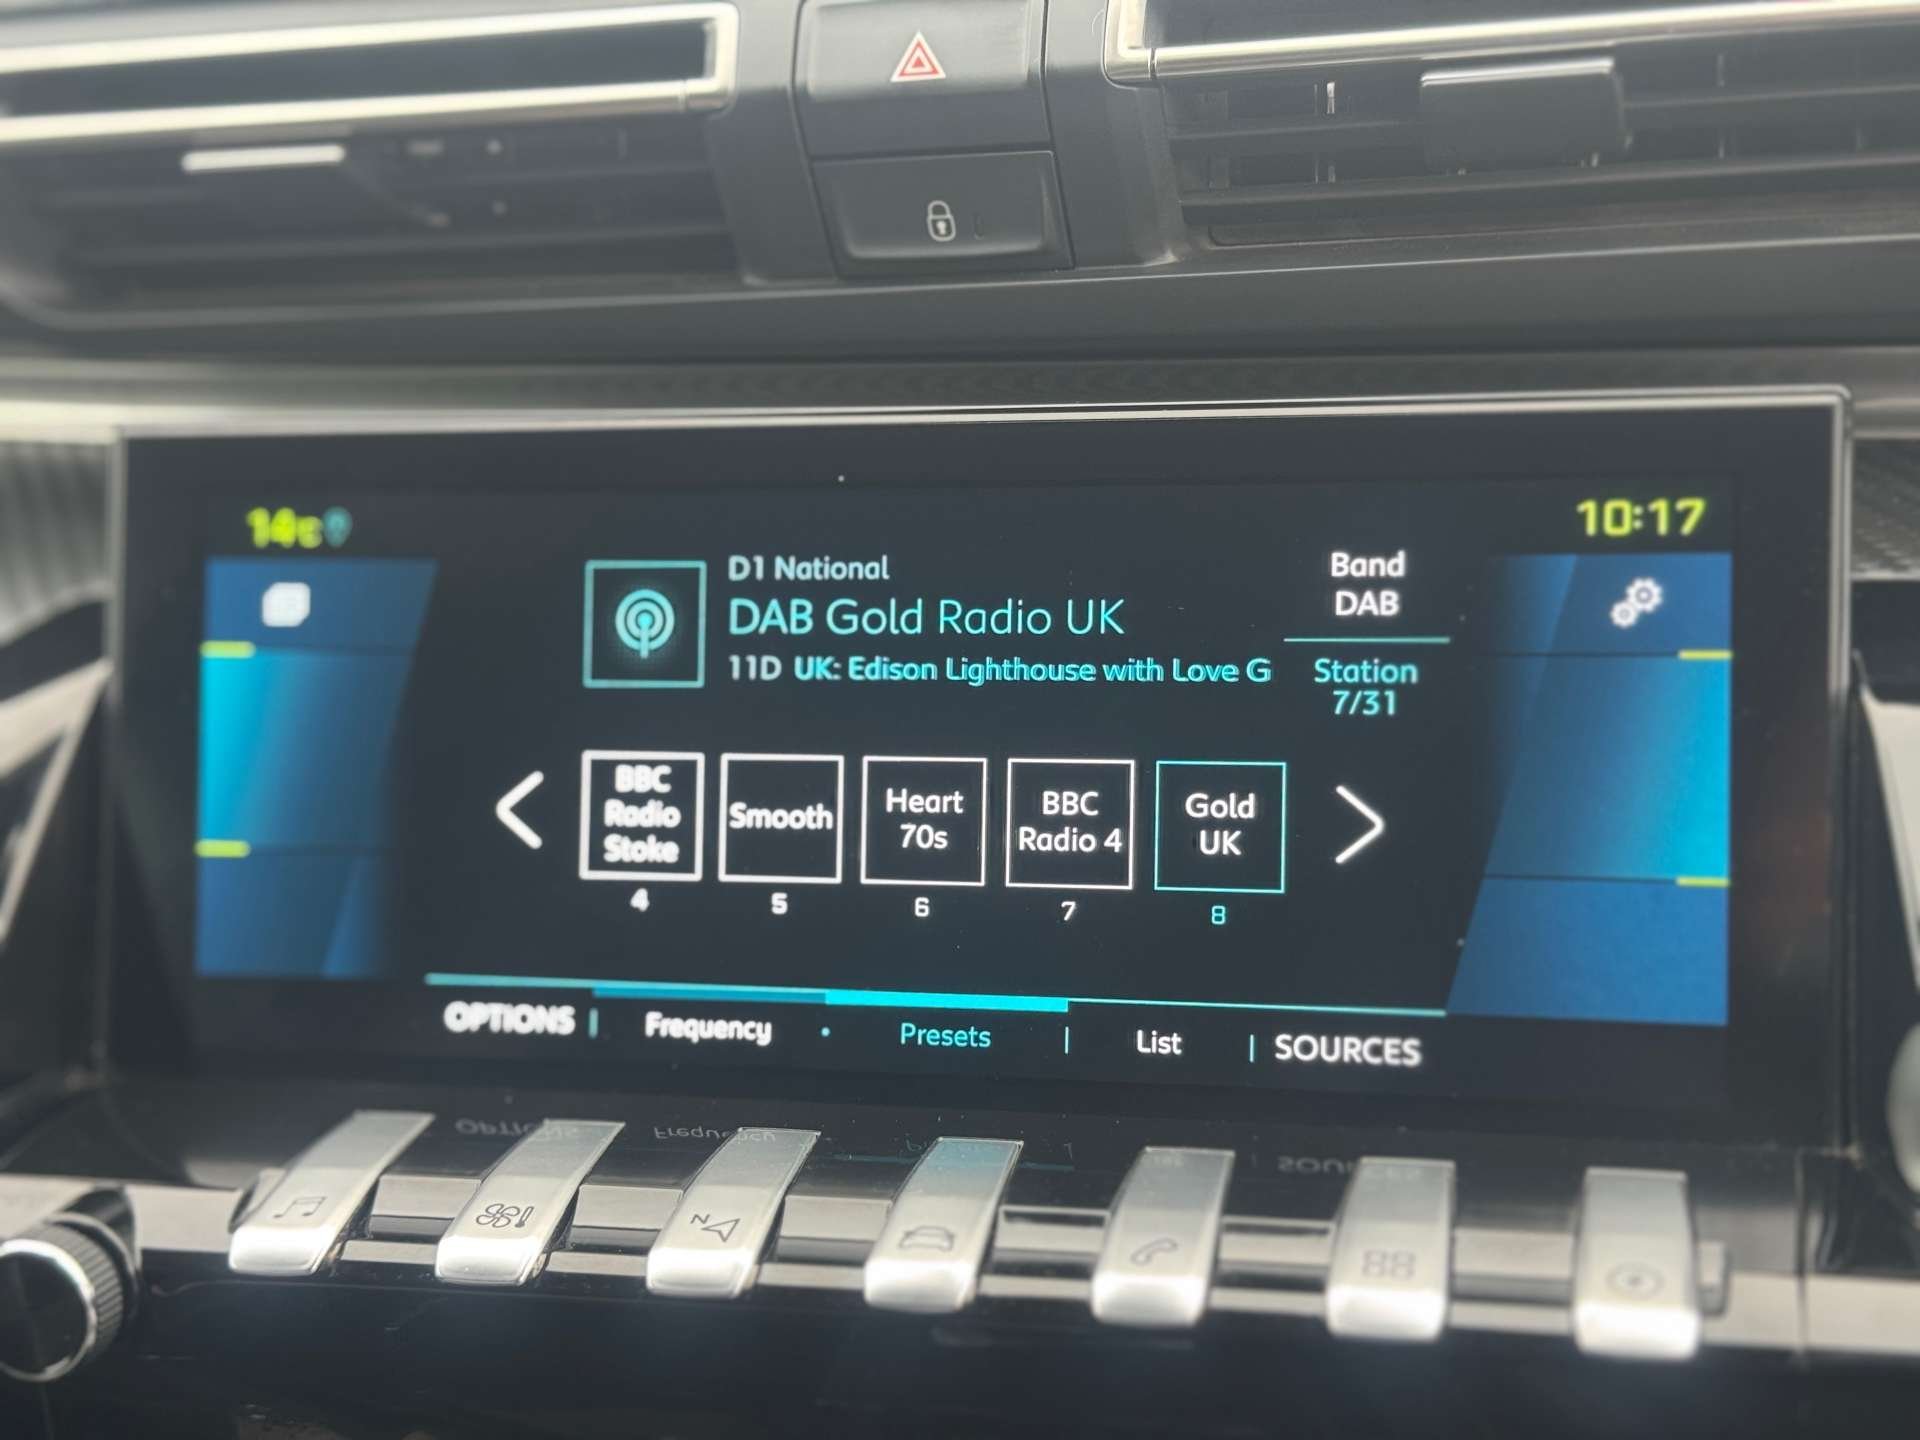 14°C
10:17
D1 National
DAB Gold Radio UK
11D UK: Edison Lighthouse with Love G
Band
DAB
Station
7/31
BBC
Radio
Stoke
4
Smooth
5
Heart
70s
6
BBC
Radio 4
7
Gold
UK
8
OPTIONS
Frequency
Presets
List
SOURCES
N